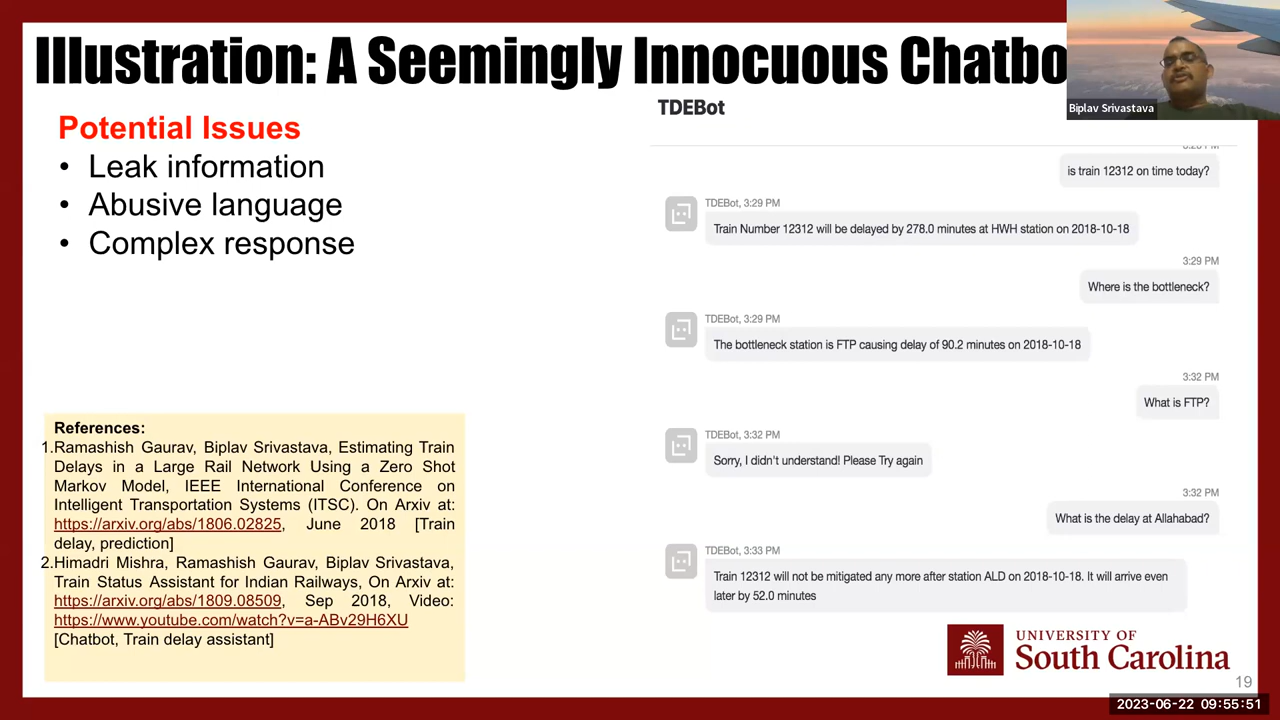 Illustration: A Seemingly Innocuous Chatbo
Biplav Srivastava
Potential Issues
• Leak information
• Abusive language
• Complex response
References:
1.Ramashish Gaurav, Biplav Srivastava, Estimating Train
Delays in a Large Rail Network Using a Zero Shot
Markov Model, IEEE International Conference on
Intelligent Transportation Systems (ITSC). On Arxiv at:
https://arxiv.org/abs/1806.02825, June 2018 [Train
delay, prediction]
2.Himadri Mishra, Ramashish Gaurav, Biplav Srivastava,
Train Status Assistant for Indian Railways, On Arxiv at:
https://arxiv.org/abs/1809.08509, Sep 2018, Video:
https://www.youtube.com/watch?v=a-ABv29H6XU
[Chatbot, Train delay assistant]
TDEBot
is train 12312 on time today?
TDEBot, 3:29 PM
Train Number 12312 will be delayed by 278.0 minutes at HWH station on 2018-10-18
3:29 PM
Where is the bottleneck?
TDEBot, 3:29 PM
The bottleneck station is FTP causing delay of 90.2 minutes on 2018-10-18
3:32 PM
What is FTP?
TDEBot, 3:32 PM
Sorry, I didn't understand! Please Try again
3:32 PM
What is the delay at Allahabad?
TDEBot, 3:33 PM
Train 12312 will not be mitigated any more after station ALD on 2018-10-18. It will arrive even
later by 52.0 minutes
UNIVERSITY OF
South Carolina
19
2023-06-22 09:55:51